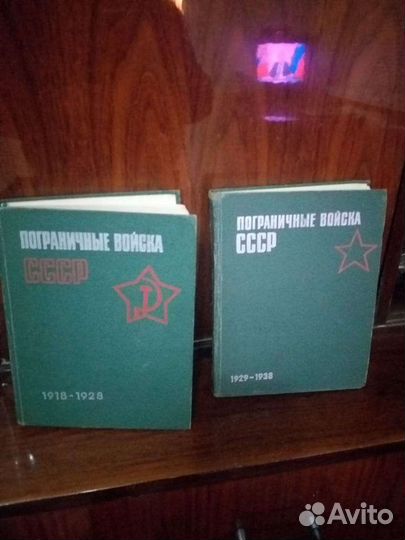 ПОГРАНИЧНЫЕ ВОЙСКА
СССР
1918-1928
ПОГРАНИЧНЫЕ ВОЙСКА
СССР
1929-1938
Avito